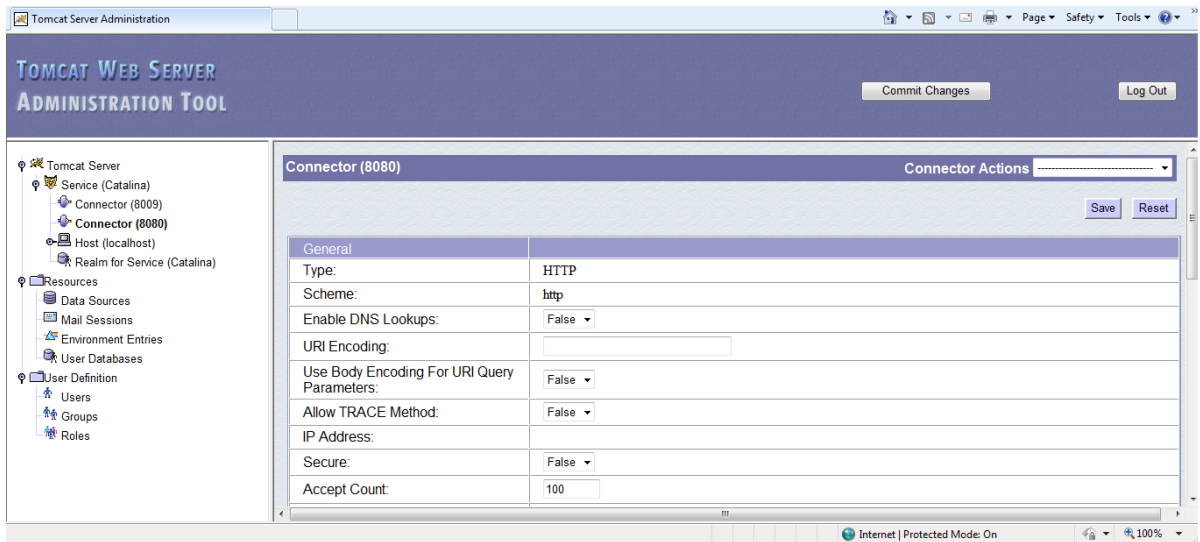 Tomcat Server Administration
Page Safety Tools
TOMCAT WEB SERVER
ADMINISTRATION TOOL
Commit Changes Log Out
Tomcat Server
Service (Catalina)
Connector (8009)
Connector (8080)
Host (localhost)
Realm for Service (Catalina)
Resources
Data Sources
Mail Sessions
Environment Entries
User Databases
User Definition
Users
Groups
Roles
Connector (8080) Connector Actions --------------------------------
Save Reset
General
Type: HTTP
Scheme: http
Enable DNS Lookups: False
URI Encoding:
Use Body Encoding For URI Query
Parameters: False
Allow TRACE Method: False
IP Address:
Secure: False
Accept Count: 100
Internet | Protected Mode: On 100%